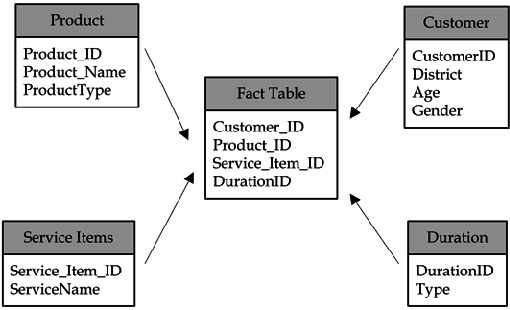 Product
Product_ID
Product_Name
ProductType
Customer
CustomerID
District
Age
Gender
Fact Table
Customer_ID
Product_ID
Service_Item_ID
DurationID
Service Items
Service_Item_ID
ServiceName
Duration
DurationID
Type